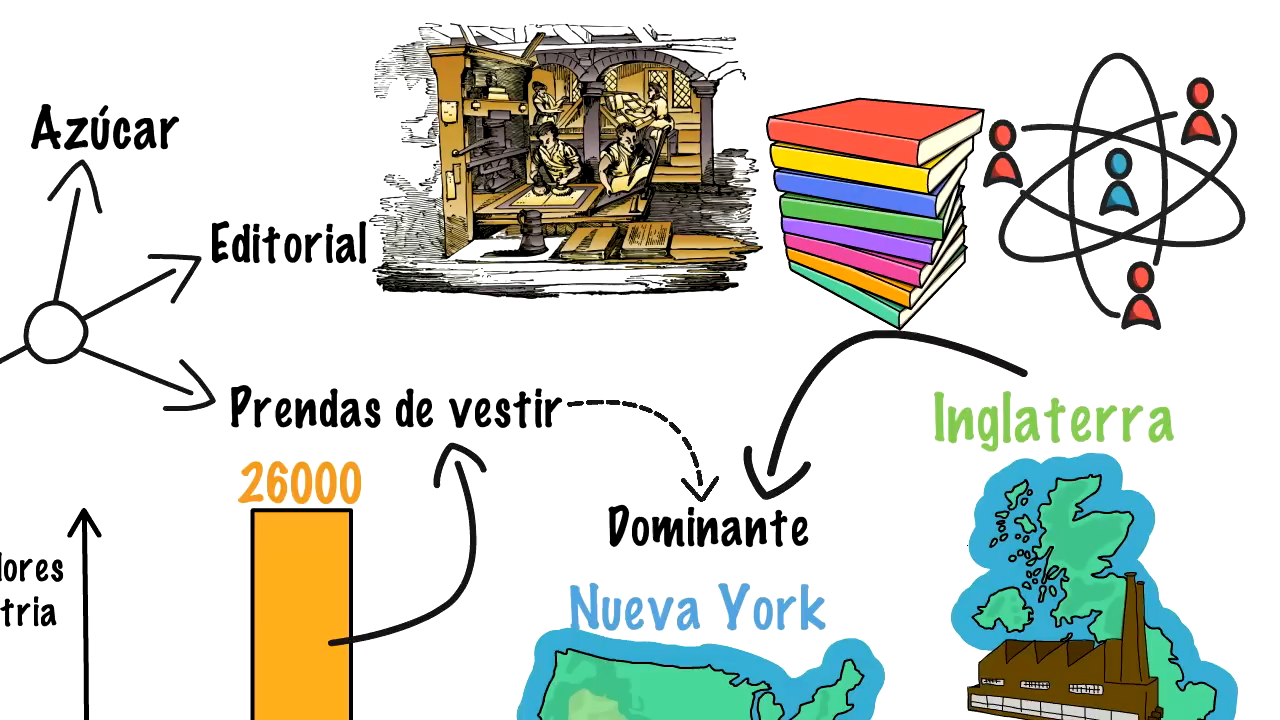 Azúcar
Editorial
Prendas de vestir
Inglaterra
26000
Dominante
Nueva York